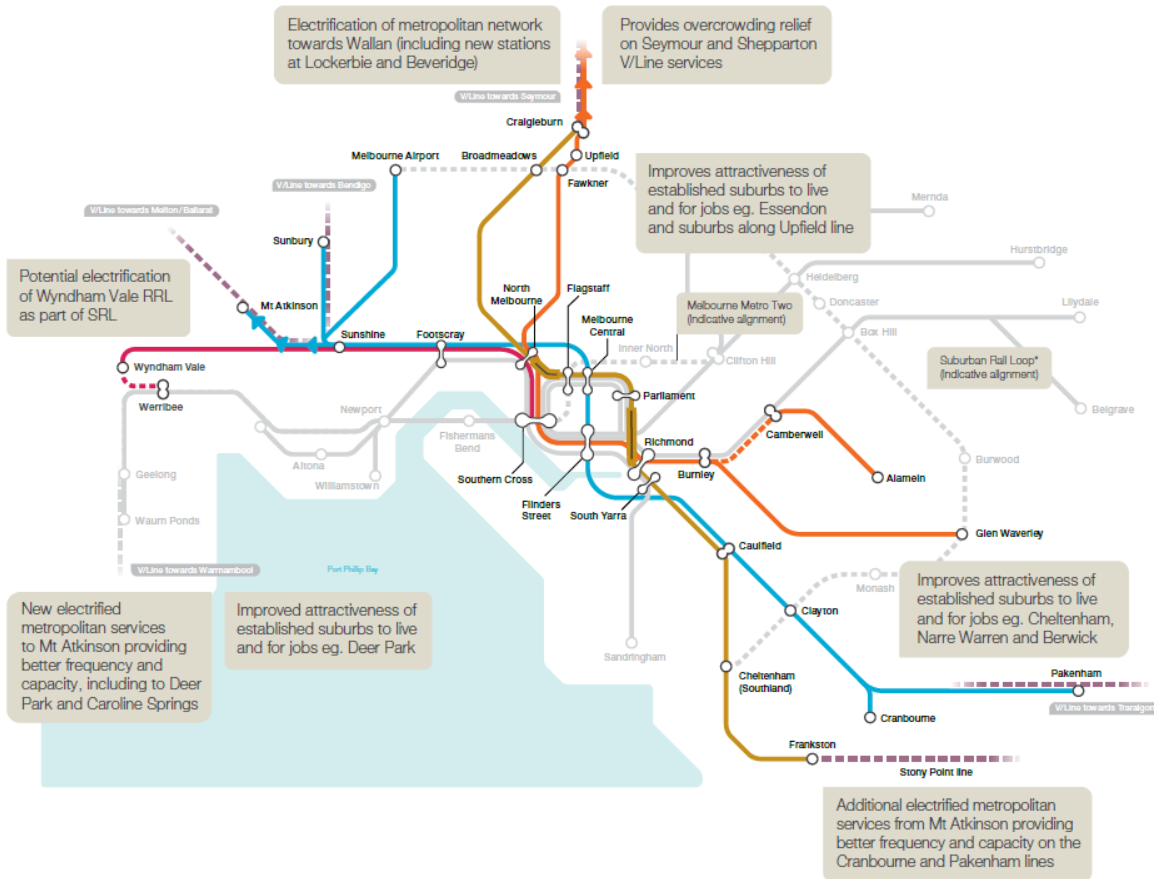 Electrification of metropolitan network
towards Wallan (including new stations
at Lockerbie and Beveridge)
Provides overcrowding relief
on Seymour and Shepparton
V/Line services
V/Line towards Seymour
Craigieburn
Melbourne Airport
Broadmeadows
Upfield
Fawkner
Improves attractiveness of
established suburbs to live
and for jobs eg. Essendon
and suburbs along Upfield line
Mernda
V/Line towards Bendigo
V/Line towards Melton/Ballarat
Sunbury
Hurstbridge
Heidelberg
Potential electrification
of Wyndham Vale RRL
as part of SRL
Mt Atkinson
North
Melbourne
Flagstaff
Melbourne
Central
Melbourne Metro Two
(indicative alignment)
Doncaster
Lilydale
Sunshine
Footscray
Box Hill
Inner North
Clifton Hill
Suburban Rail Loop*
(indicative alignment)
Wyndham Vale
Werribee
Parliament
Newport
Belgrave
Fishermans
Bend
Camberwell
Richmond
Altona
Burnley
Burwood
Geelong
Williamstown
Southern Cross
Alamein
Flinders
Street
South Yarra
Waurn Ponds
Glen Waverley
Caulfield
V/Line towards Warrnambool
Port Phillip Bay
Monash
Improves attractiveness of
established suburbs to live
and for jobs eg. Cheltenham,
Narre Warren and Berwick
New electrified
metropolitan services
to Mt Atkinson providing
better frequency and
capacity, including to Deer
Park and Caroline Springs
Improved attractiveness of
established suburbs to live
and for jobs eg. Deer Park
Clayton
Sandringham
Cheltenham
(Southland)
Pakenham
V/Line towards Traralgon
Cranbourne
Frankston
Stony Point line
Additional electrified metropolitan
services from Mt Atkinson providing
better frequency and capacity on the
Cranbourne and Pakenham lines